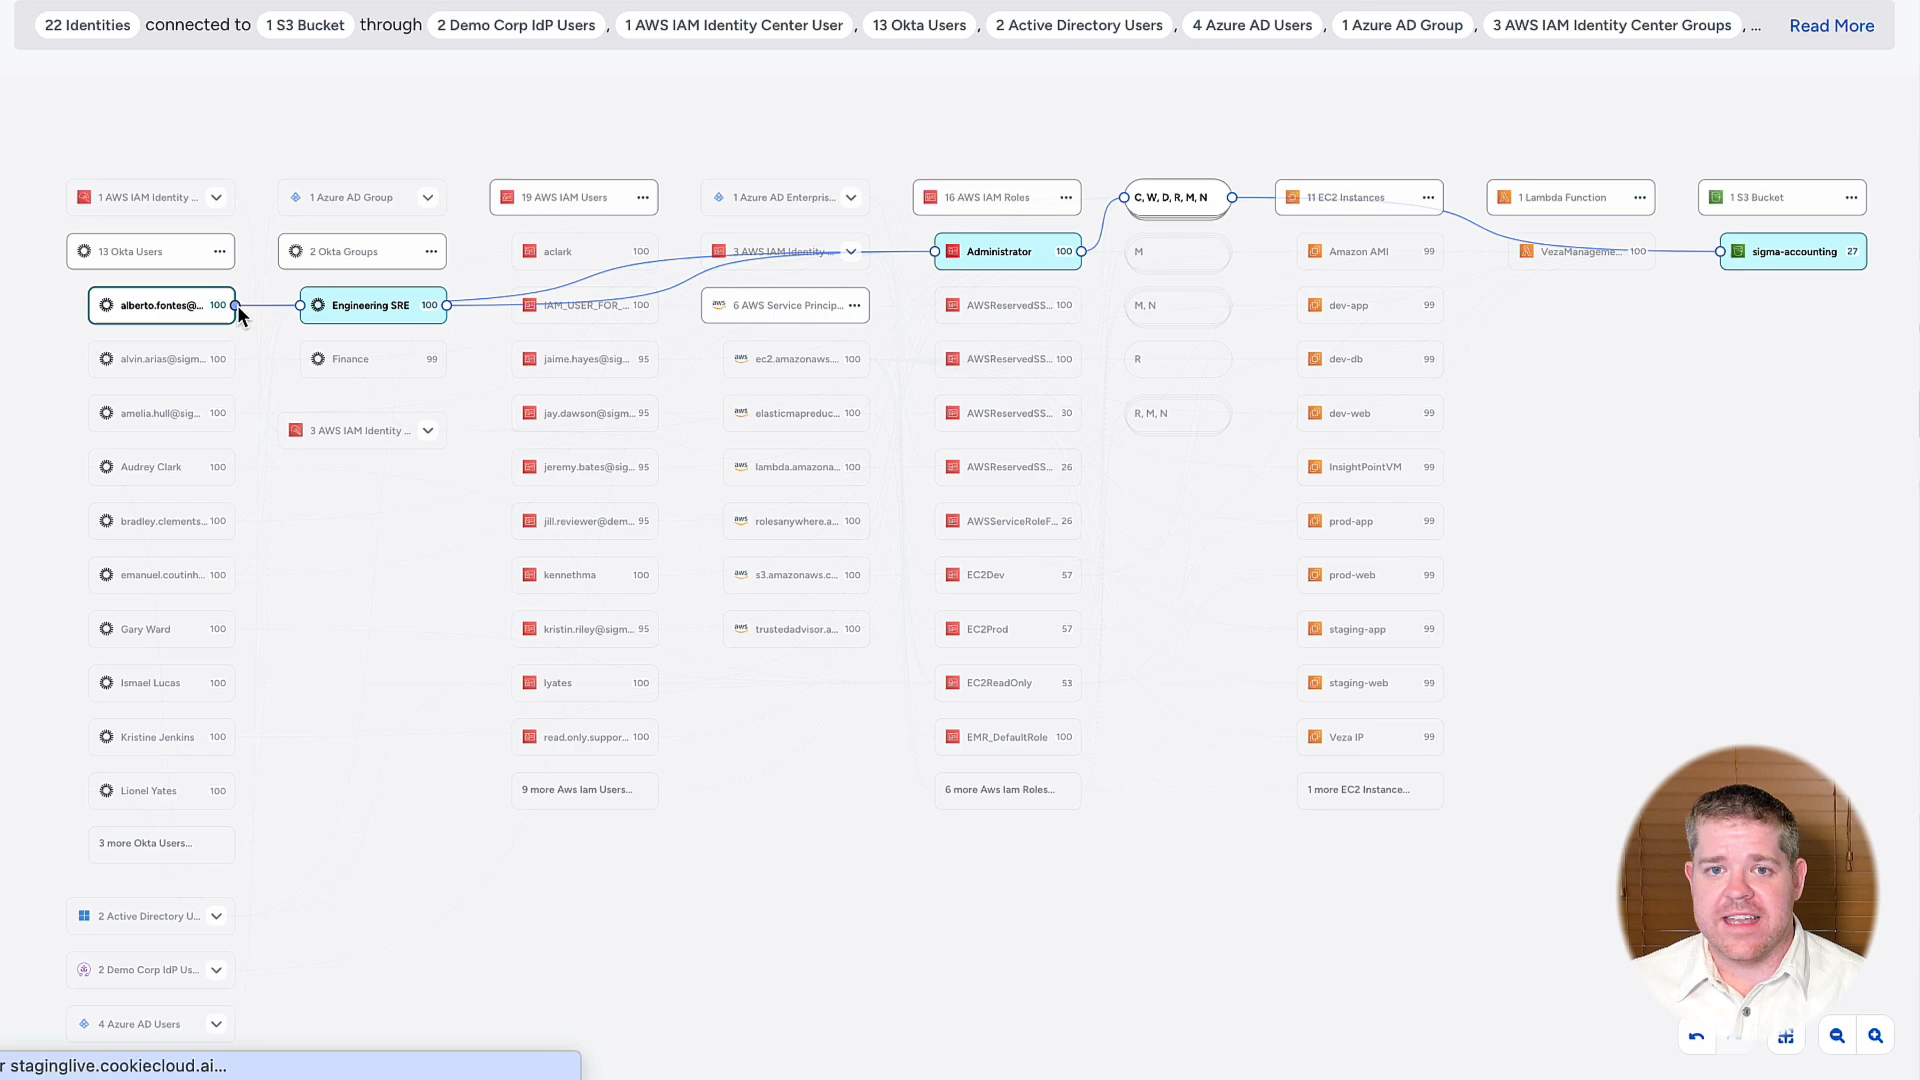 22 Identities connected to 1 S3 Bucket through 2 Demo Corp IdP Users , 1 AWS IAM Identity Center User , 13 Okta Users , 2 Active Directory Users , 4 Azure AD Users , 1 Azure AD Group , 3 AWS IAM Identity Center Groups , ... Read More
1 AWS IAM Identity ...
1 Azure AD Group
19 AWS IAM Users
1 Azure AD Enterpris...
16 AWS IAM Roles
C, W, D, R, M, N
11 EC2 Instances
1 Lambda Function
1 S3 Bucket
13 Okta Users
2 Okta Groups
aclark 100
3 AWS IAM Identity...
Administrator 100
M
Amazon AMI 99
VezaManageme... 100
sigma-accounting 27
alberto.fontes@... 100
Engineering SRE 100
IAM_USER_FOR_... 100
6 AWS Service Princip...
AWSReservedSS... 100
M, N
dev-app 99
alvin.arias@sigm... 100
Finance 99
jaime.hayes@sig... 95
aws ec2.amazonaws.... 100
AWSReservedSS... 100
R
dev-db 99
amelia.hull@sig... 100
3 AWS IAM Identity ...
jay.dawson@sigm... 95
aws elasticmapreduc... 100
AWSReservedSS... 30
R, M, N
dev-web 99
Audrey Clark 100
jeremy.bates@sig... 95
aws lambda.amazona... 100
AWSReservedSS... 26
InsightPointVM 99
bradley.clements... 100
jill.reviewer@dem... 95
aws rolesanywhere.a... 100
AWSServiceRoleF... 26
prod-app 99
emanuel.coutinh... 100
kennethma 100
aws s3.amazonaws.c... 100
EC2Dev 57
prod-web 99
Gary Ward 100
kristin.riley@sigm... 95
aws trustedadvisor.a... 100
EC2Prod 57
staging-app 99
Ismael Lucas 100
lyates 100
EC2ReadOnly 53
staging-web 99
Kristine Jenkins 100
read.only.suppor... 100
EMR_DefaultRole 100
Veza IP 99
Lionel Yates 100
9 more Aws Iam Users...
6 more Aws Iam Roles...
1 more EC2 Instance...
3 more Okta Users...
2 Active Directory U...
2 Demo Corp IdP Us...
4 Azure AD Users
r staginglive.cookiecloud.ai...